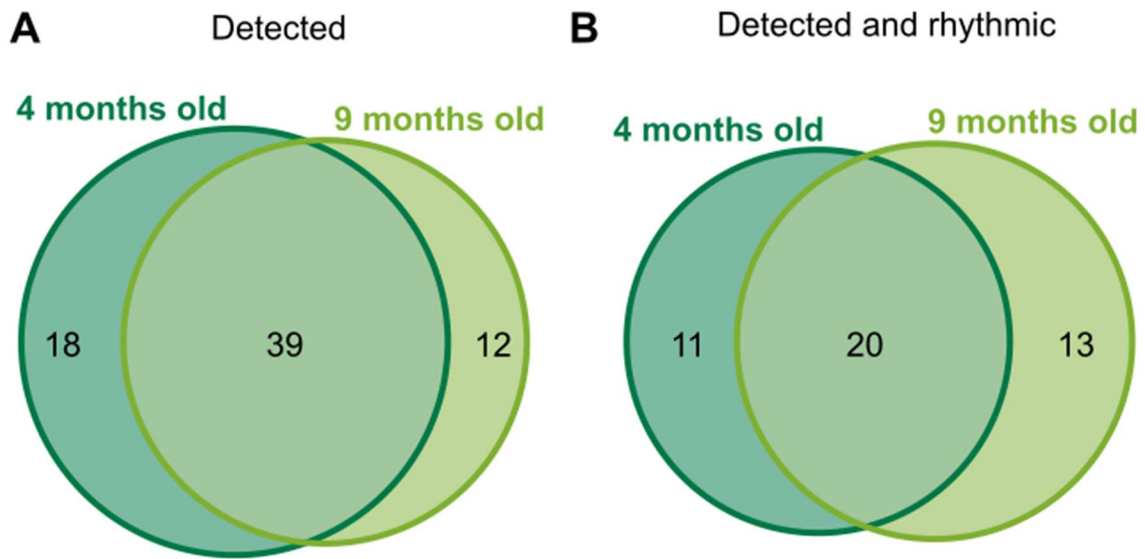 A
Detected
4 months old
9 months old
18
39
12
B
Detected and rhythmic
4 months old
9 months old
11
20
13